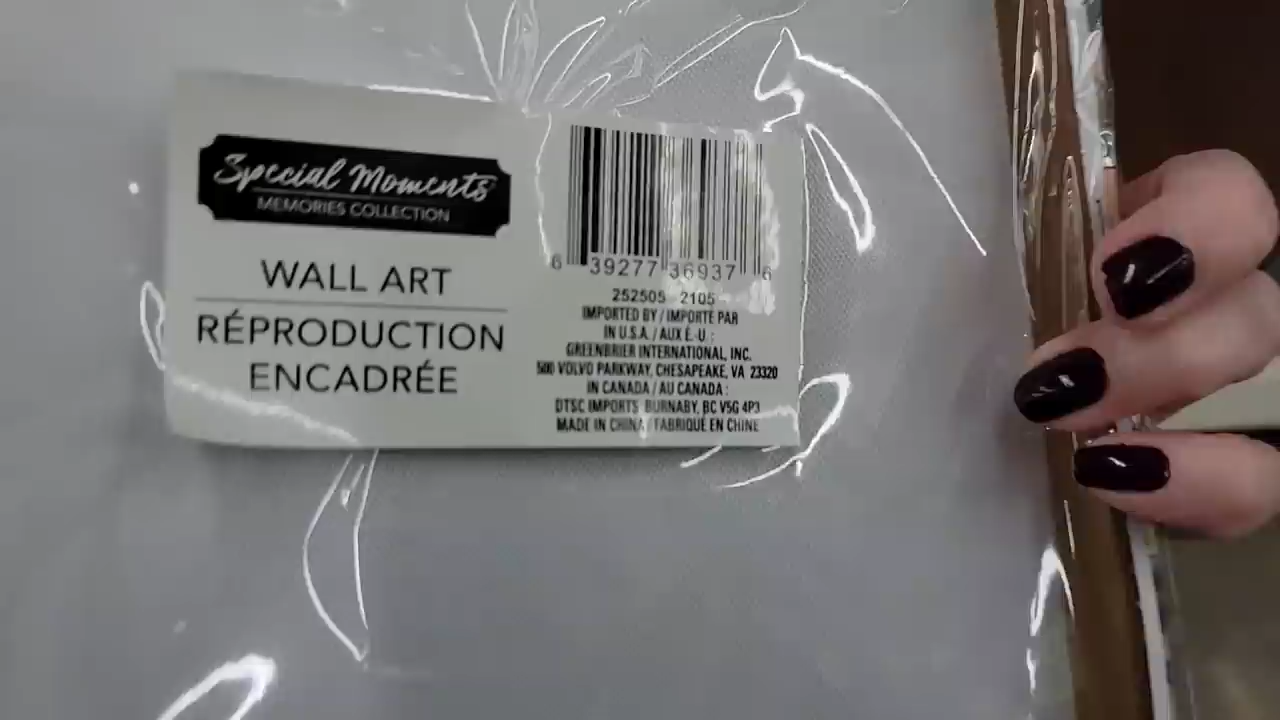 Special Moments
MEMORIES COLLECTION
WALL ART
RÉPRODUCTION
ENCADRÉE
6 39277 36937 6
252505 2105
IMPORTED BY / IMPORTÉ PAR
IN U.S.A. / AUX É.-U. :
GREENBRIER INTERNATIONAL, INC.
500 VOLVO PARKWAY, CHESAPEAKE, VA 23320
IN CANADA / AU CANADA :
DTSC IMPORTS, BURNABY, BC V5G 4P3
MADE IN CHINA / FABRIQUÉ EN CHINE